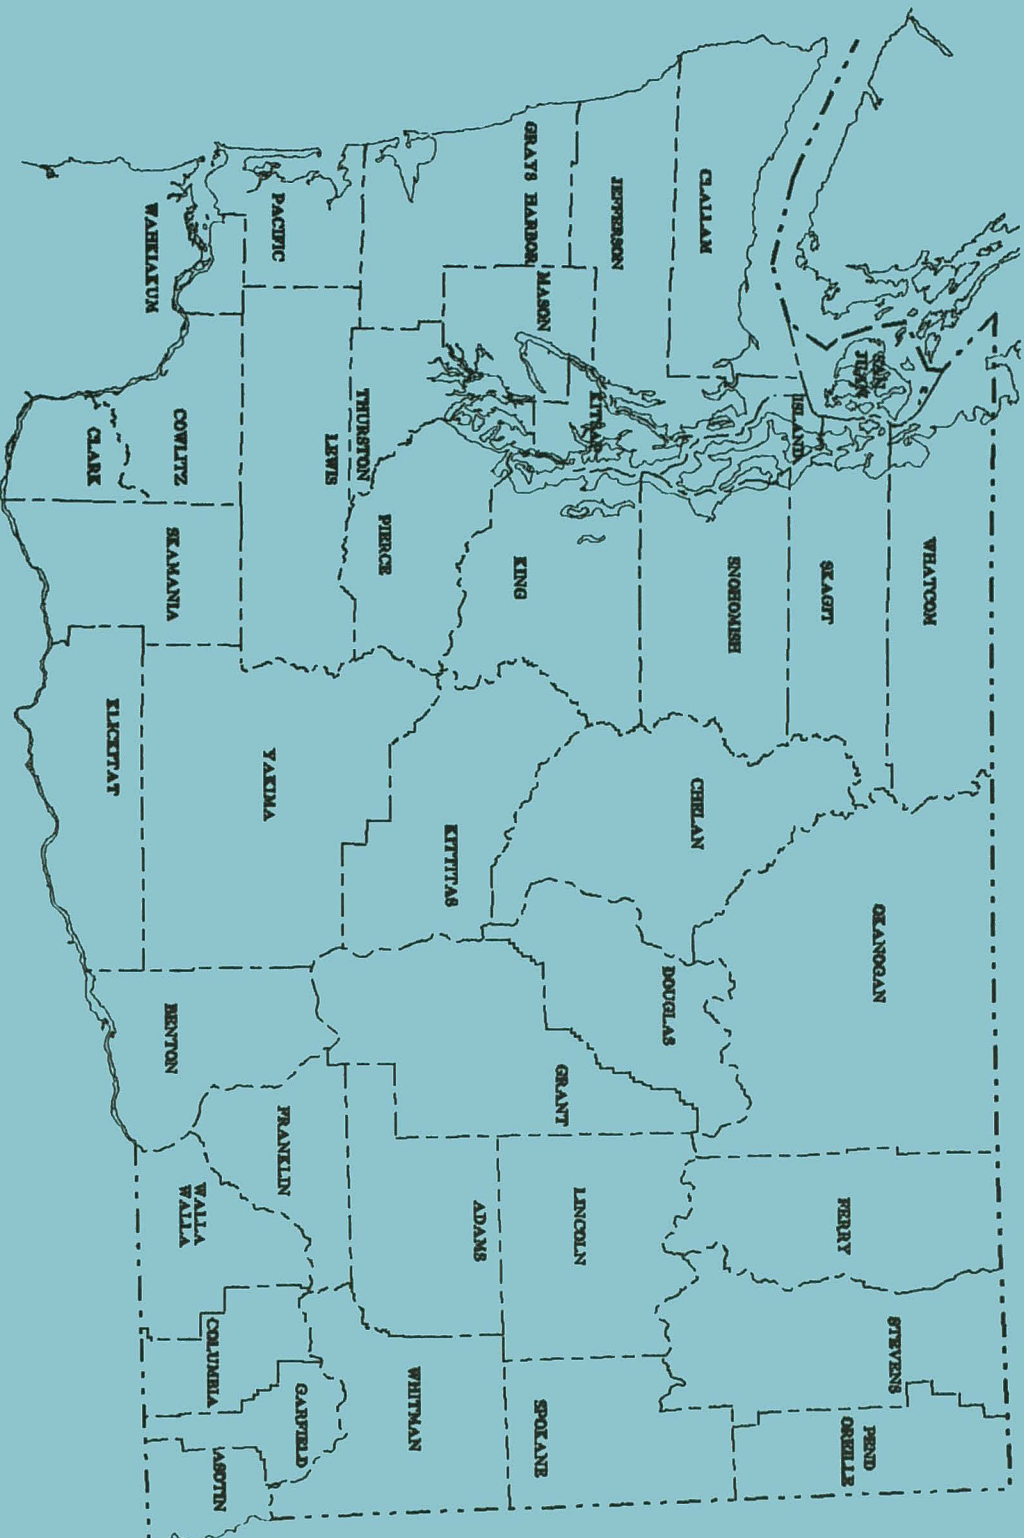 WHATCOM
SAN
JUAN
SKAGIT
ISLAND
CLALLAM
SNOHOMISH
JEFFERSON
KITSAP
GRAYS HARBOR
MASON
KING
THURSTON
PIERCE
PACIFIC
LEWIS
WAHKIAKUM
COWLITZ
SKAMANIA
CLARK
KLICKITAT
YAKIMA
KITTITAS
CHELAN
OKANOGAN
DOUGLAS
GRANT
BENTON
FRANKLIN
WALLA
WALLA
ADAMS
LINCOLN
FERRY
STEVENS
PEND
OREILLE
SPOKANE
WHITMAN
COLUMBIA
GARFIELD
ASOTIN